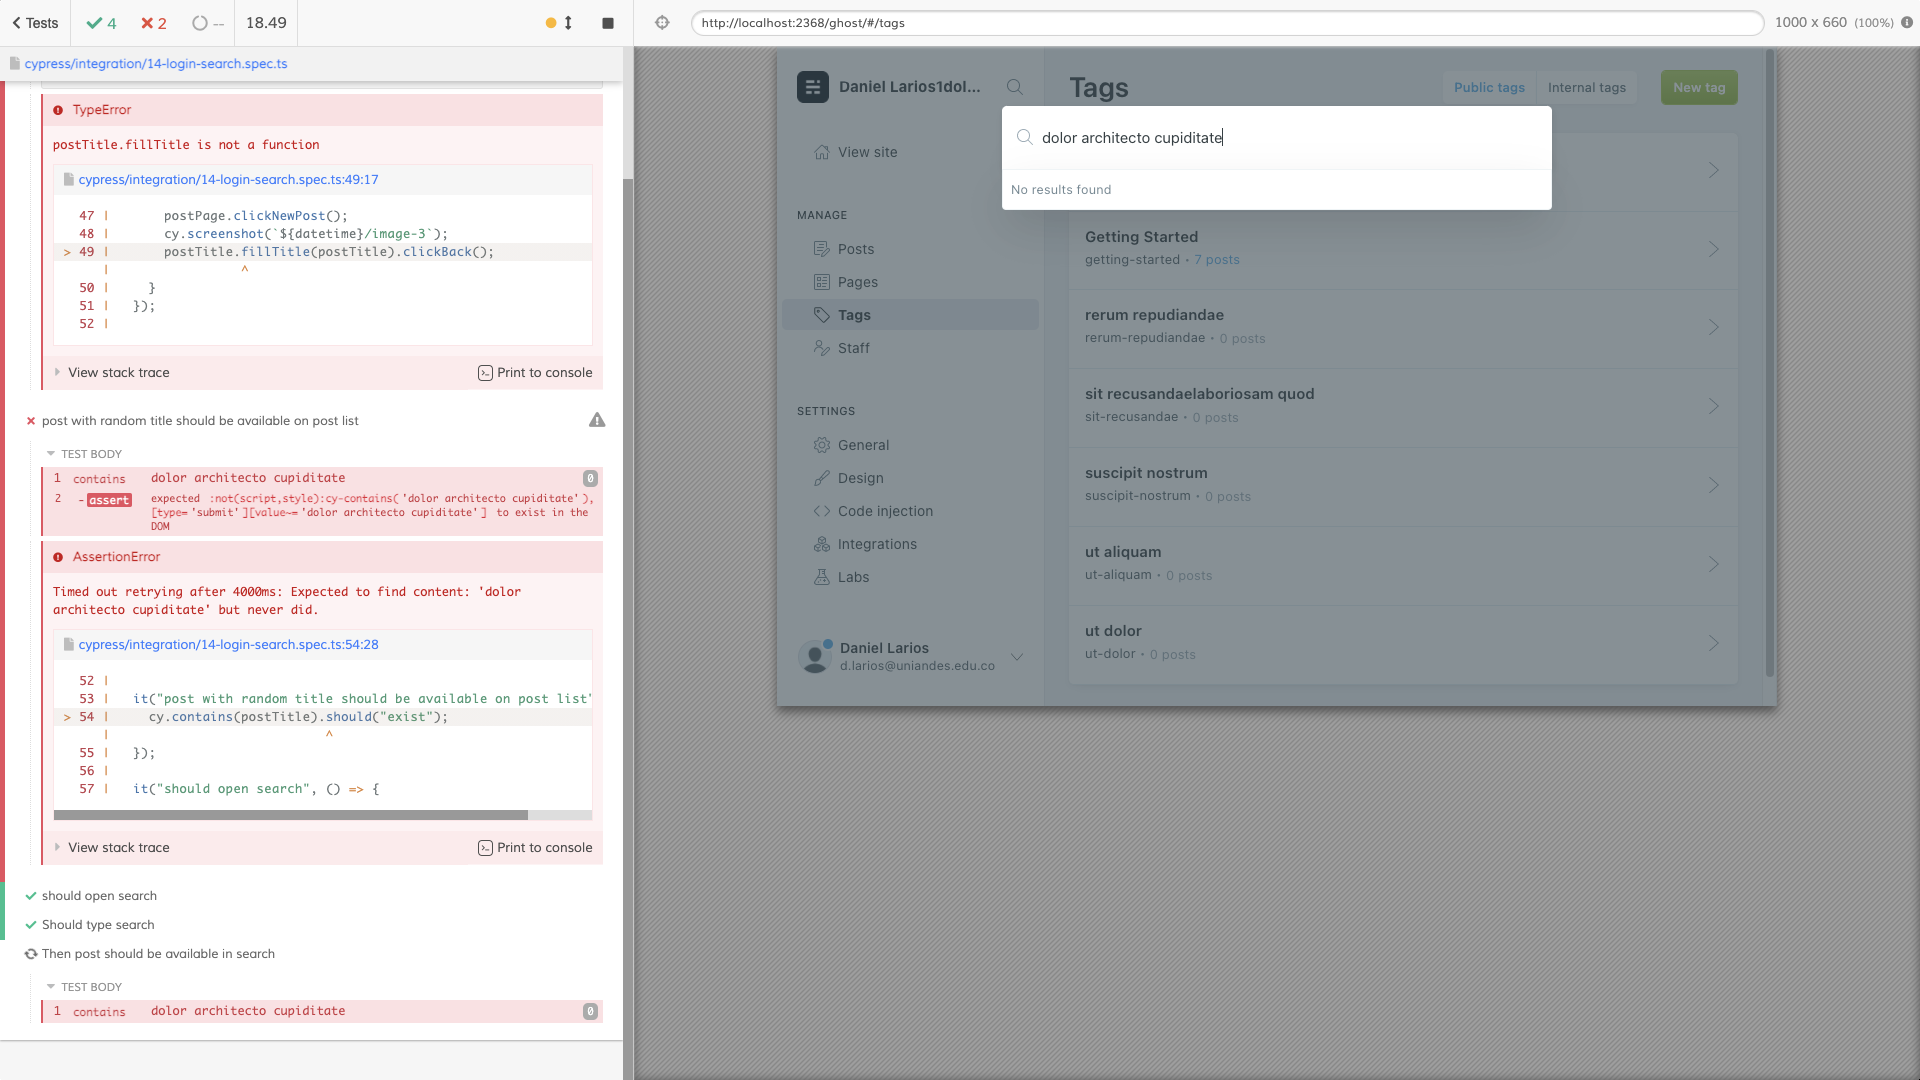 Tests
4
2
--
18.49
cypress/integration/14-login-search.spec.ts
TypeError
postTitle.fillTitle is not a function
cypress/integration/14-login-search.spec.ts:49:17
47 | postPage.clickNewPost();
48 | cy.screenshot(`${datetime}/image-3`);
> 49 | postTitle.fillTitle(postTitle).clickBack();
| ^
50 | }
51 | });
52 |
View stack trace
Print to console
post with random title should be available on post list
TEST BODY
1 contains dolor architecto cupiditate 0
2 -assert expected :not(script,style):cy-contains('dolor architecto cupiditate'),
[type='submit'][value~='dolor architecto cupiditate'] to exist in the
DOM
AssertionError
Timed out retrying after 4000ms: Expected to find content: 'dolor
architecto cupiditate' but never did.
cypress/integration/14-login-search.spec.ts:54:28
52 |
53 | it("post with random title should be available on post list"
> 54 | cy.contains(postTitle).should("exist");
| ^
55 | });
56 |
57 | it("should open search", () => {
View stack trace
Print to console
should open search
Should type search
Then post should be available in search
TEST BODY
1 contains dolor architecto cupiditate 0
http://localhost:2368/ghost/#/tags
1000 x 660 (100%)
Daniel Larios1dol...
View site
MANAGE
Posts
Pages
Tags
Staff
SETTINGS
General
Design
Code injection
Integrations
Labs
Daniel Larios
d.larios@uniandes.edu.co
Tags
Public tags
Internal tags
New tag
dolor architecto cupiditate
No results found
Getting Started
getting-started • 7 posts
rerum repudiandae
rerum-repudiandae • 0 posts
sit recusandaelaboriosam quod
sit-recusandae • 0 posts
suscipit nostrum
suscipit-nostrum • 0 posts
ut aliquam
ut-aliquam • 0 posts
ut dolor
ut-dolor • 0 posts